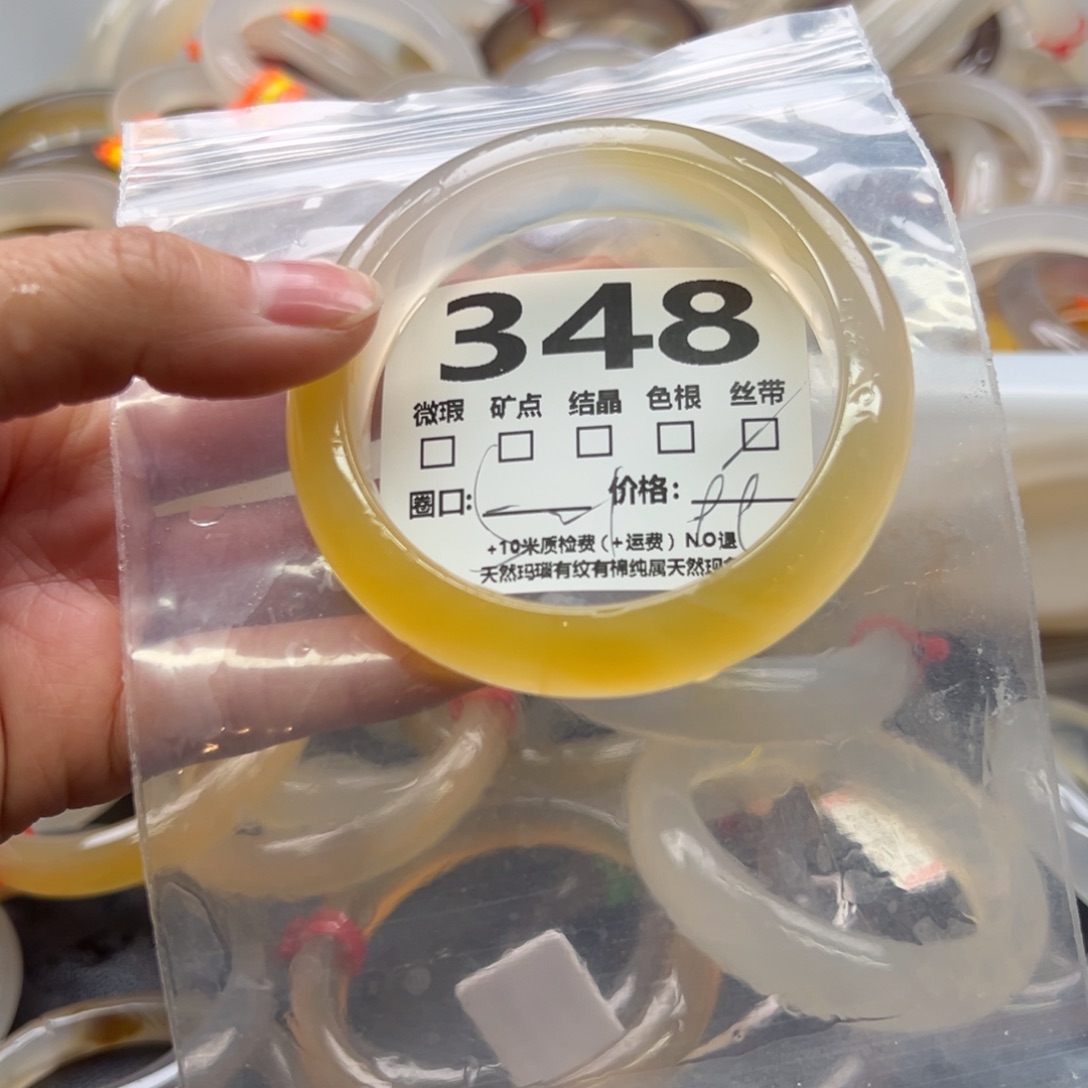 348
微瑕 矿点 结晶 色根 丝带
圈口: 价格:
+10米质检费(+运费) NO退
天然玛瑙有纹有棉纯属天然现